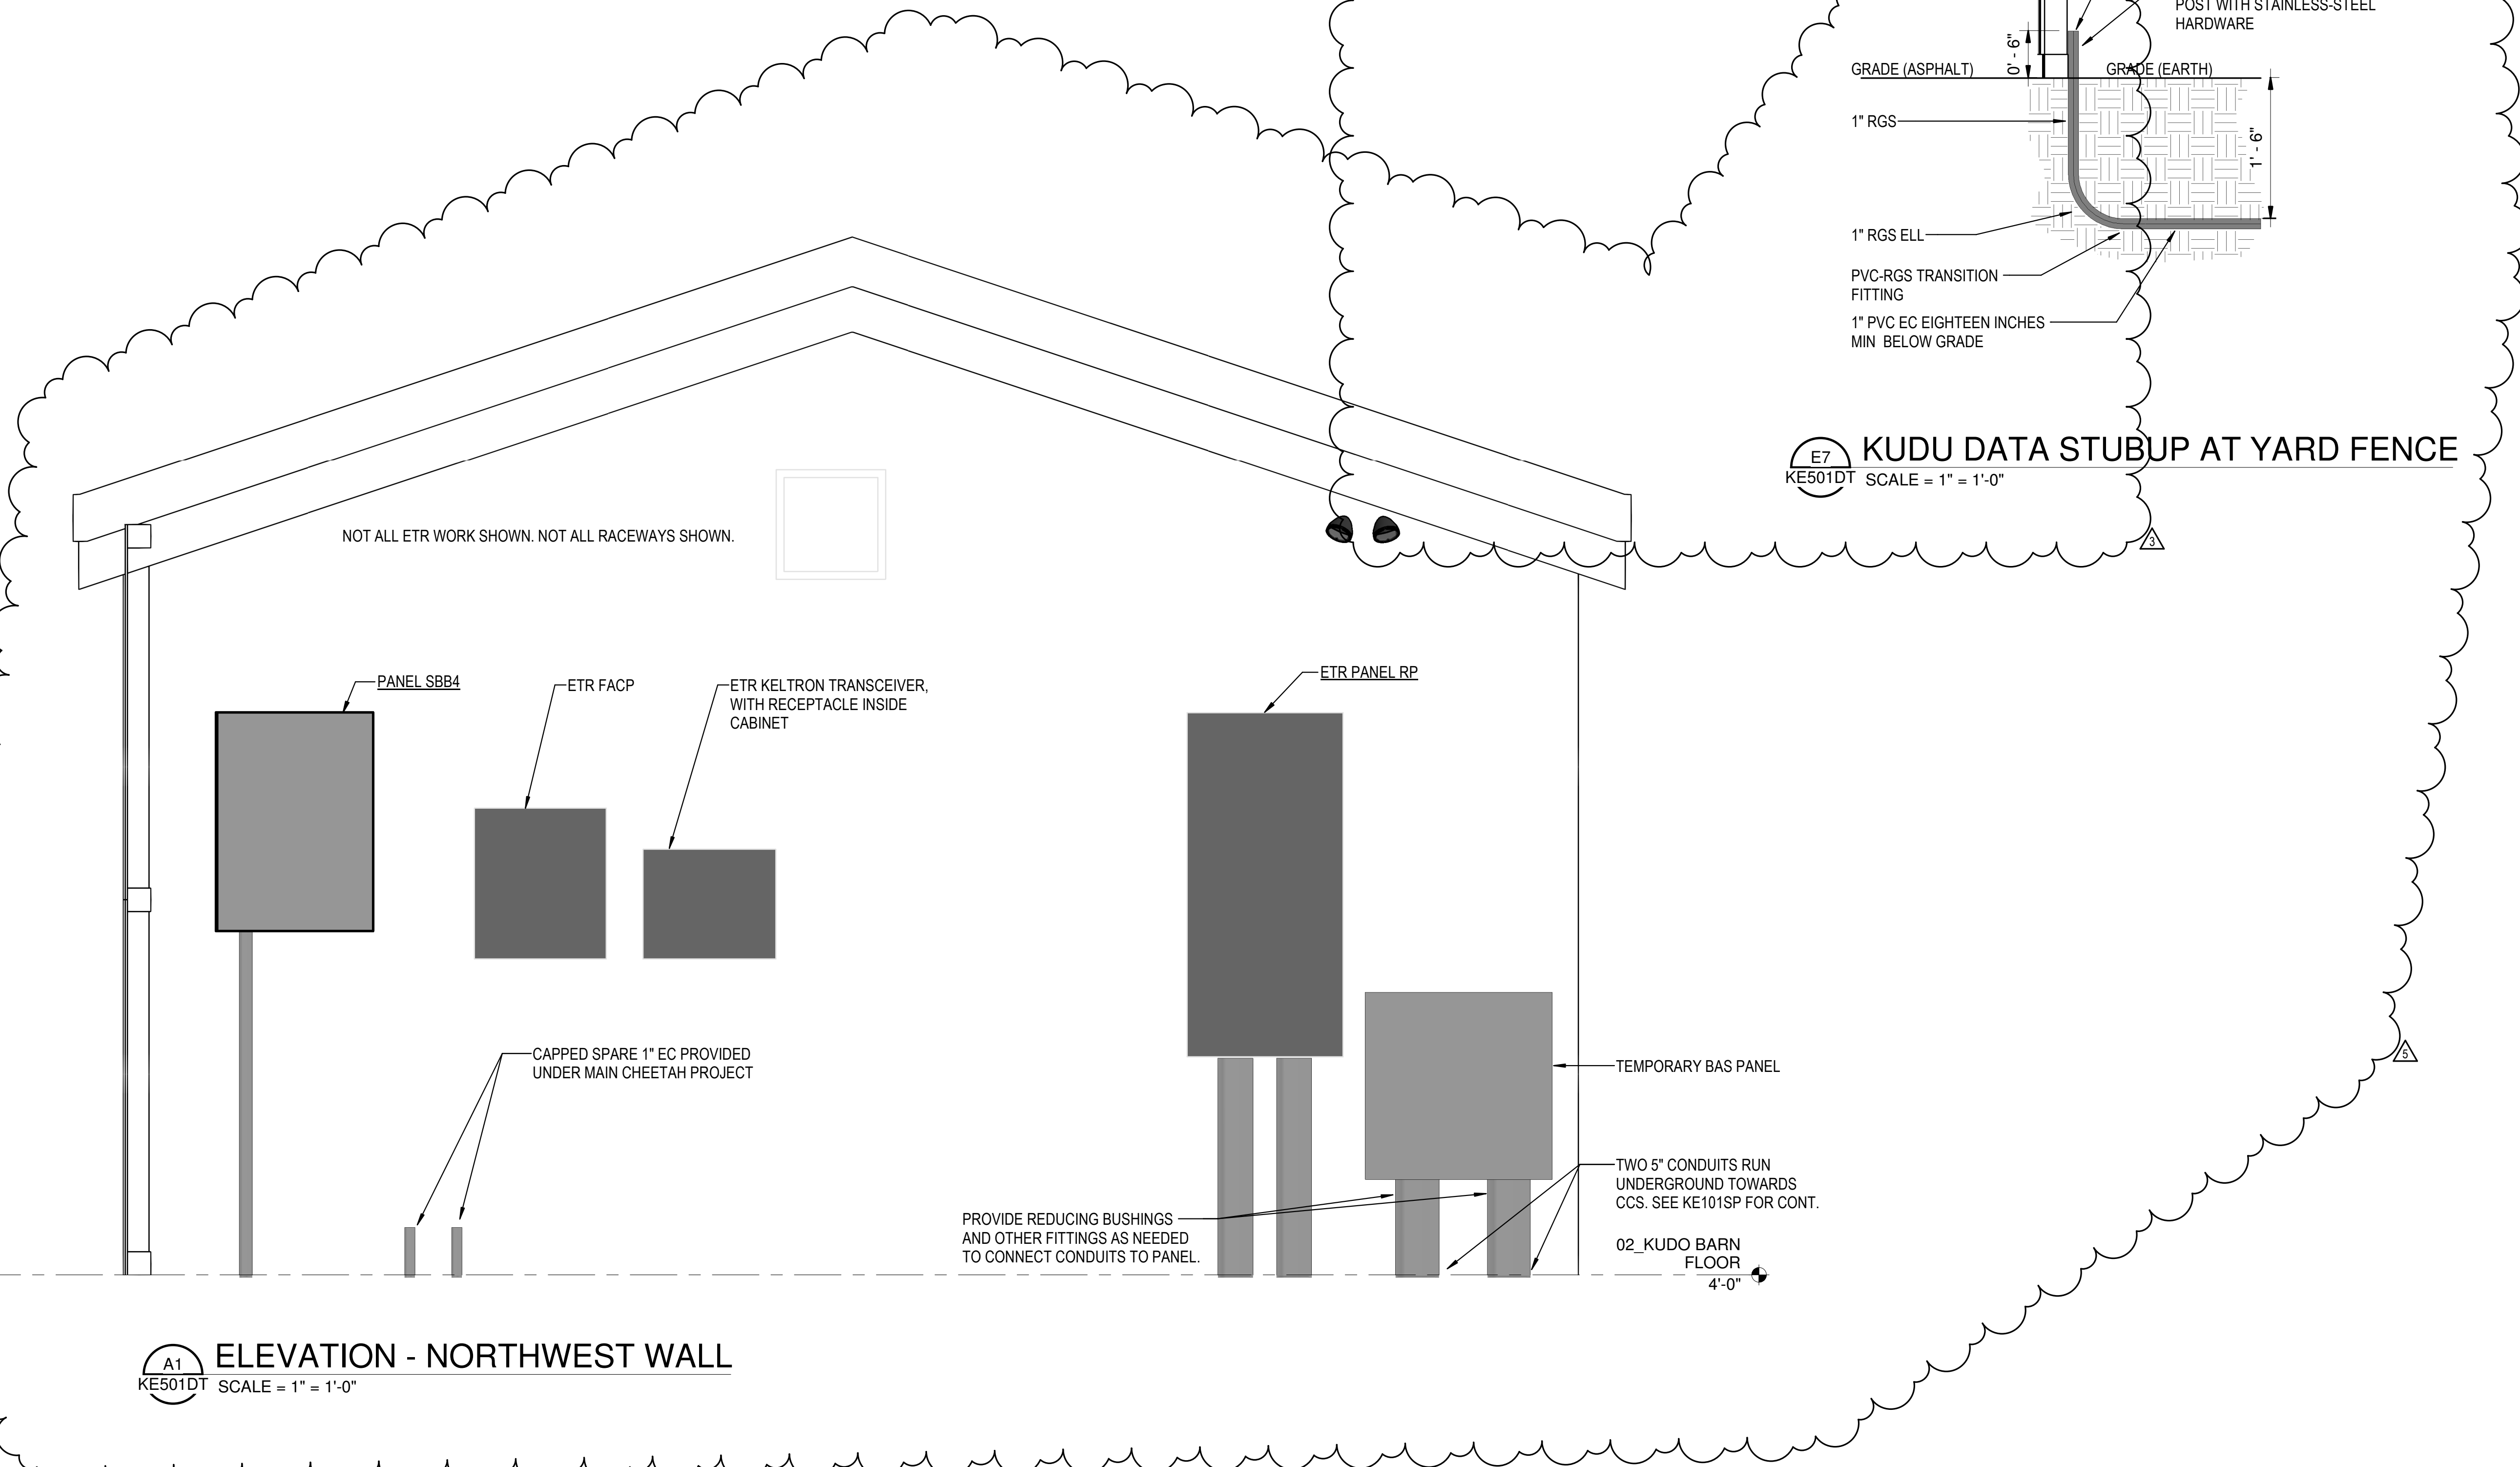 POST WITH STAINLESS-STEEL
HARDWARE
0' - 6"
GRADE (ASPHALT)
GRADE (EARTH)
1" RGS
1' - 6"
1" RGS ELL
PVC-RGS TRANSITION
FITTING
1" PVC EC EIGHTEEN INCHES
MIN BELOW GRADE
E7
KE501DT
KUDU DATA STUBUP AT YARD FENCE
SCALE = 1" = 1'-0"
3
NOT ALL ETR WORK SHOWN. NOT ALL RACEWAYS SHOWN.
PANEL SBB4
ETR FACP
ETR KELTRON TRANSCEIVER,
WITH RECEPTACLE INSIDE
CABINET
ETR PANEL RP
CAPPED SPARE 1" EC PROVIDED
UNDER MAIN CHEETAH PROJECT
TEMPORARY BAS PANEL
5
TWO 5" CONDUITS RUN
UNDERGROUND TOWARDS
CCS. SEE KE101SP FOR CONT.
PROVIDE REDUCING BUSHINGS
AND OTHER FITTINGS AS NEEDED
TO CONNECT CONDUITS TO PANEL.
02_KUDO BARN
FLOOR
4'-0"
A1
KE501DT
ELEVATION - NORTHWEST WALL
SCALE = 1" = 1'-0"